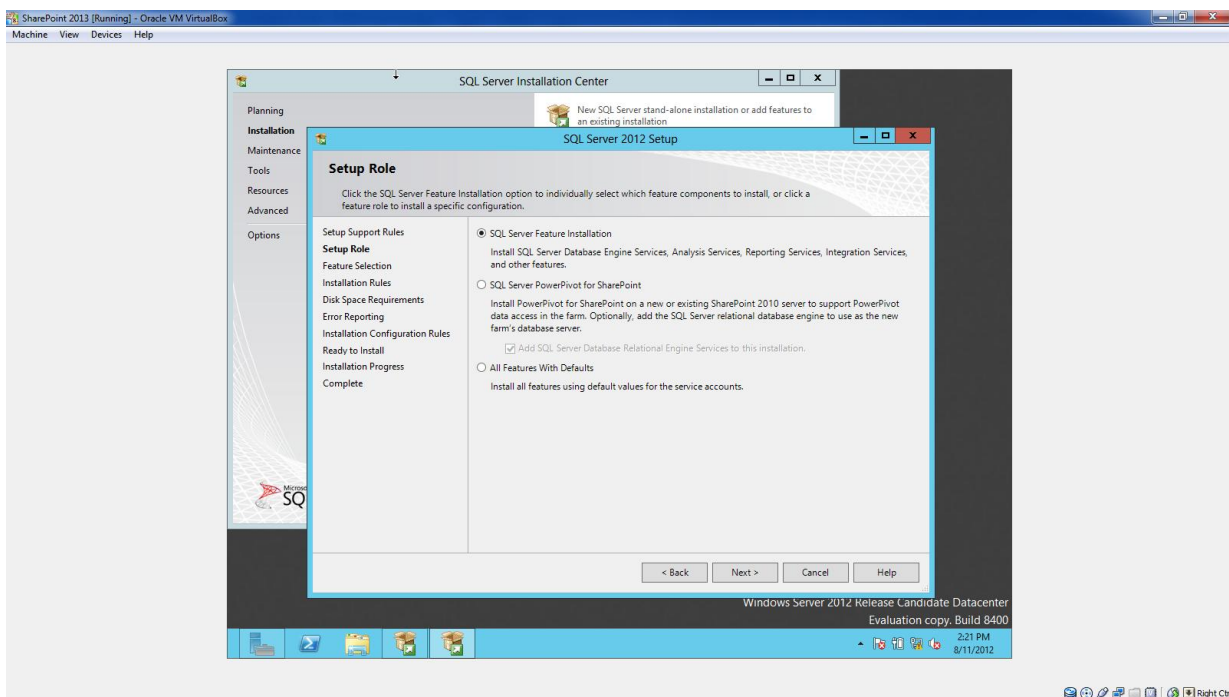 SharePoint 2013 [Running] - Oracle VM VirtualBox
Machine View Devices Help
SQL Server Installation Center
Planning
Installation
Maintenance
Tools
Resources
Advanced
Options
New SQL Server stand-alone installation or add features to
an existing installation
SQL Server 2012 Setup
Setup Role
Click the SQL Server Feature Installation option to individually select which feature components to install, or click a
feature role to install a specific configuration.
Setup Support Rules
Setup Role
Feature Selection
Installation Rules
Disk Space Requirements
Error Reporting
Installation Configuration Rules
Ready to Install
Installation Progress
Complete
SQL Server Feature Installation
Install SQL Server Database Engine Services, Analysis Services, Reporting Services, Integration Services,
and other features.
SQL Server PowerPivot for SharePoint
Install PowerPivot for SharePoint on a new or existing SharePoint 2010 server to support PowerPivot
data access in the farm. Optionally, add the SQL Server relational database engine to use as the new
farm's database server.
Add SQL Server Database Relational Engine Services to this installation.
All Features With Defaults
Install all features using default values for the service accounts.
Micros
SQ
< Back Next > Cancel Help
Windows Server 2012 Release Candidate Datacenter
Evaluation copy. Build 8400
2:21 PM
8/11/2012
Right Ct